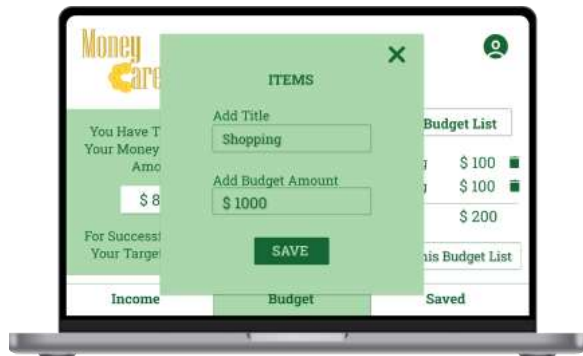 Money
Care
ITEMS
Add Title
Shopping
Add Budget Amount
$ 1000
SAVE
You Have T
Your Money
Amo
$ 8
For Successf
Your Target
Budget List
g $ 100
g $ 100
$ 200
his Budget List
Income Budget Saved